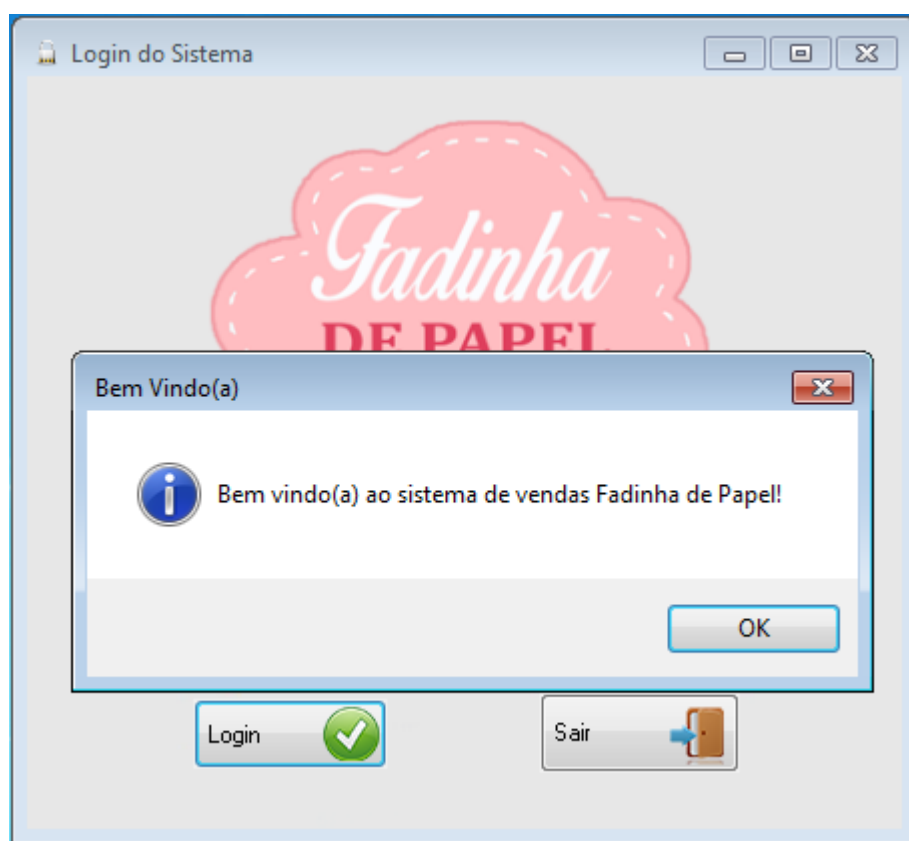 Login do Sistema
Fadinha
DE PAPEL
Bem Vindo(a)
Bem vindo(a) ao sistema de vendas Fadinha de Papel!
OK
Login
Sair